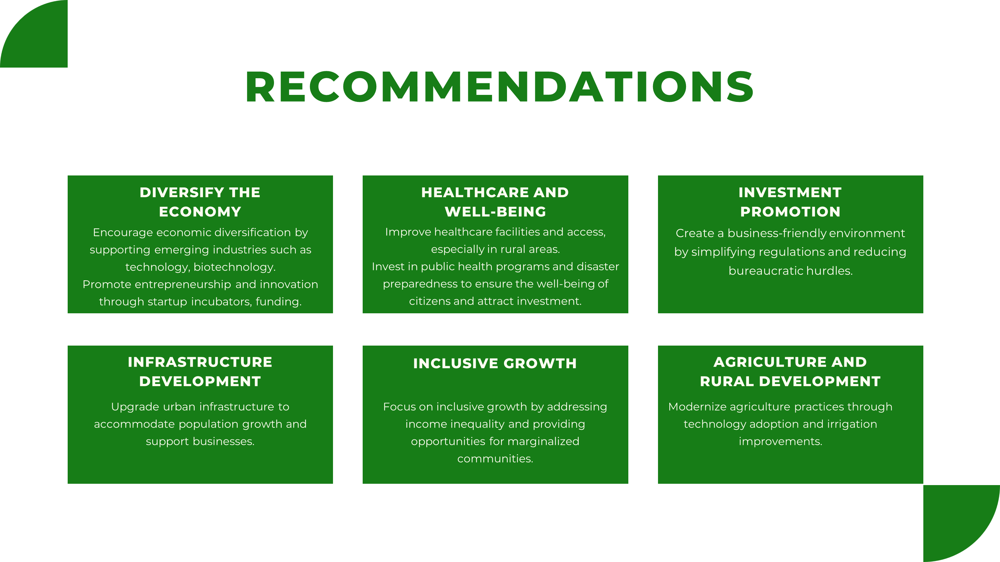 RECOMMENDATIONS
DIVERSIFY THE
ECONOMY
Encourage economic diversification by
supporting emerging industries such as
technology, biotechnology.
Promote entrepreneurship and innovation
through startup incubators, funding.
HEALTHCARE AND
WELL-BEING
Improve healthcare facilities and access,
especially in rural areas.
Invest in public health programs and disaster
preparedness to ensure the well-being of
citizens and attract investment.
INVESTMENT
PROMOTION
Create a business-friendly environment
by simplifying regulations and reducing
bureaucratic hurdles.
INFRASTRUCTURE
DEVELOPMENT
Upgrade urban infrastructure to
accommodate population growth and
support businesses.
INCLUSIVE GROWTH
Focus on inclusive growth by addressing
income inequality and providing
opportunities for marginalized
communities.
AGRICULTURE AND
RURAL DEVELOPMENT
Modernize agriculture practices through
technology adoption and irrigation
improvements.